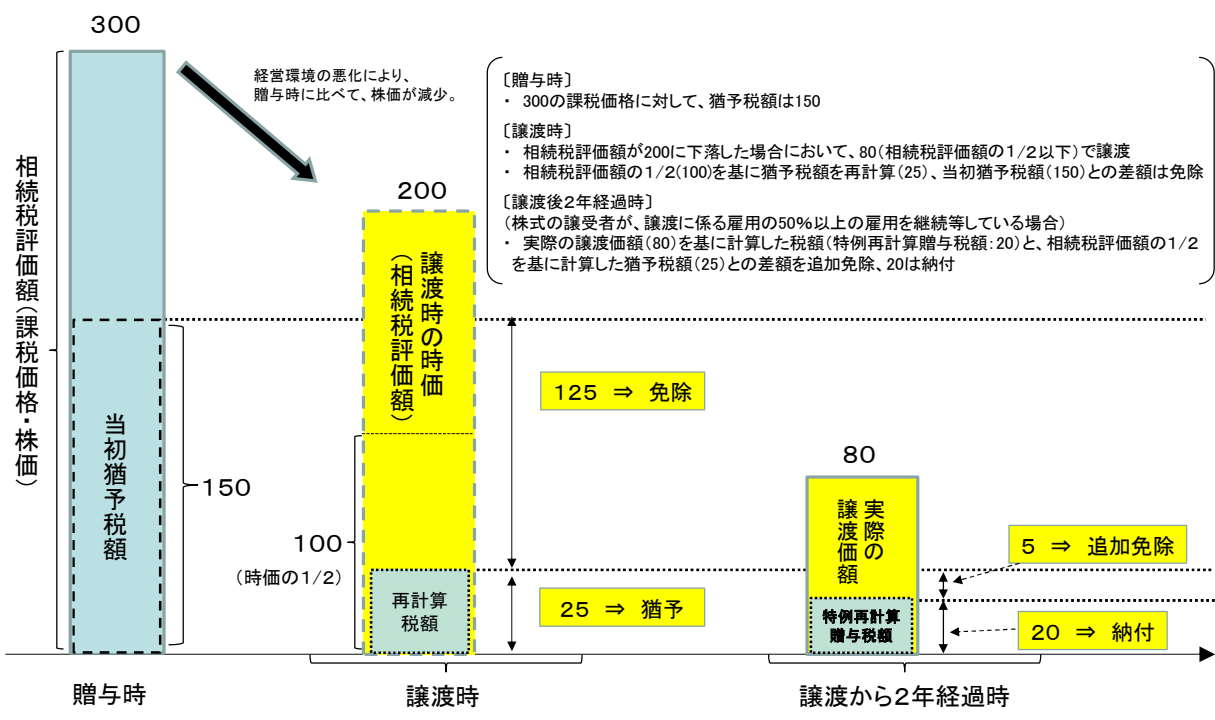 300
経営環境の悪化により、
贈与時に比べて、株価が減少。
〔贈与時〕
・ 300の課税価格に対して、猶予税額は150
〔譲渡時〕
・ 相続税評価額が200に下落した場合において、80(相続税評価額の1/2以下)で譲渡
・ 相続税評価額の1/2(100)を基に猶予税額を再計算(25)、当初猶予税額(150)との差額は免除
〔譲渡後2年経過時〕
(株式の譲受者が、譲渡に係る雇用の50%以上の雇用を継続等している場合)
・ 実際の譲渡価額(80)を基に計算した税額(特例再計算贈与税額:20)と、相続税評価額の1/2
を基に計算した猶予税額(25)との差額を追加免除、20は納付
相続税評価額(課税価格・株価)
当初猶予税額
150
200
譲渡時の時価
(相続税評価額)
100
(時価の1/2)
再計算
税額
125 ⇒ 免除
25 ⇒ 猶予
80
実際の
譲渡価額
特例再計算
贈与税額
5 ⇒ 追加免除
20 ⇒ 納付
贈与時
譲渡時
譲渡から2年経過時